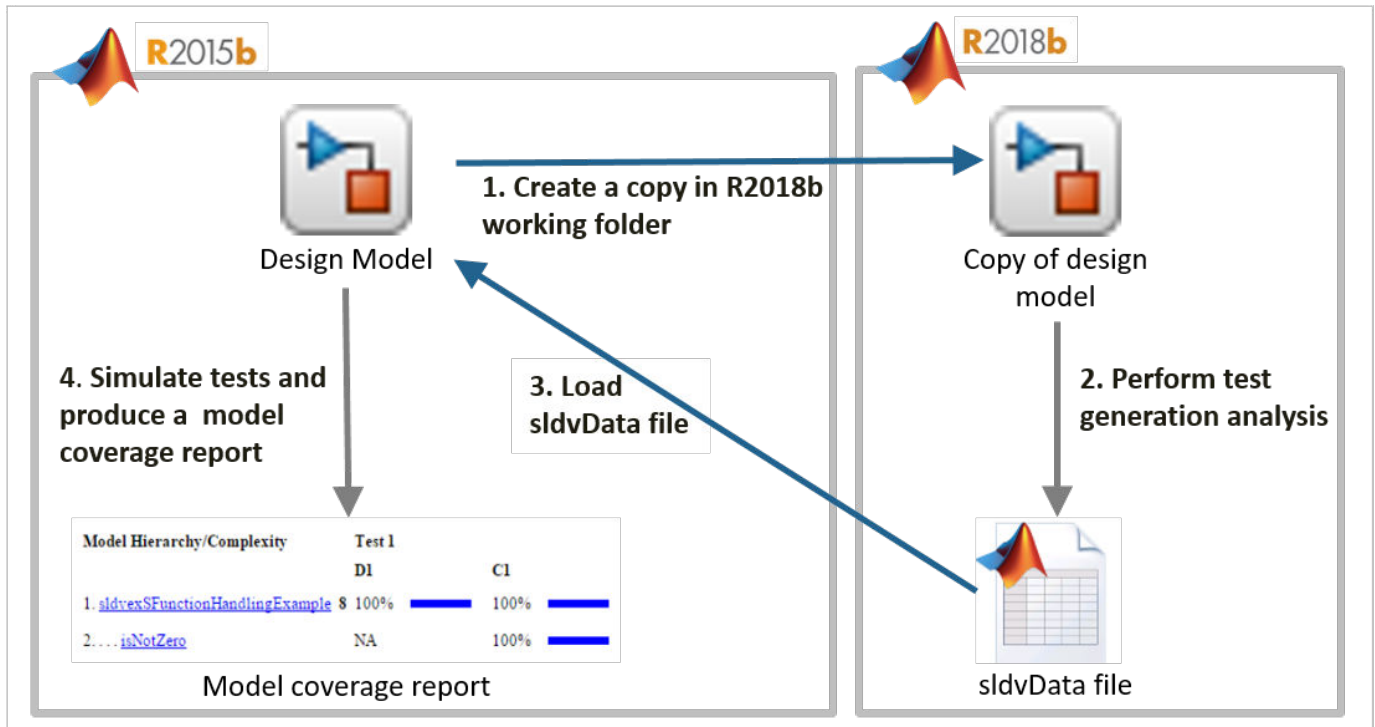 R2015b
R2018b
1. Create a copy in R2018b
working folder
Design Model
Copy of design
model
4. Simulate tests and
produce a model
coverage report
3. Load
sldvData file
2. Perform test
generation analysis
Model Hierarchy/Complexity Test 1
D1 C1
1. sldvexSFunctionHandlingExample 8 100% 100%
2. . . . isNotZero NA 100%
Model coverage report
sldvData file